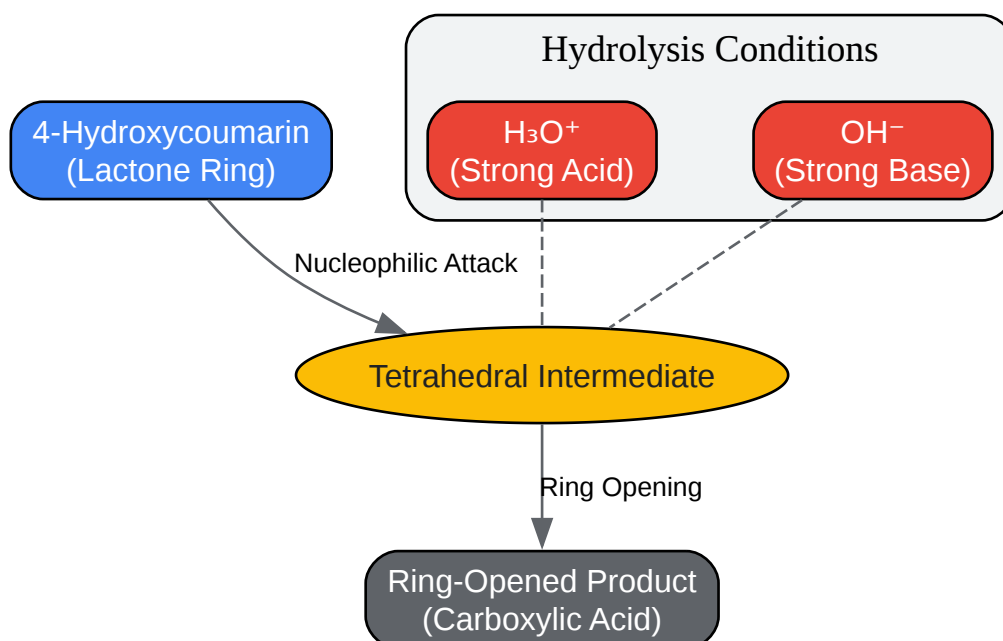 Hydrolysis Conditions
4-Hydroxycoumarin
(Lactone Ring)
H₃O⁺
(Strong Acid)
OH⁻
(Strong Base)
Nucleophilic Attack
Tetrahedral Intermediate
Ring Opening
Ring-Opened Product
(Carboxylic Acid)